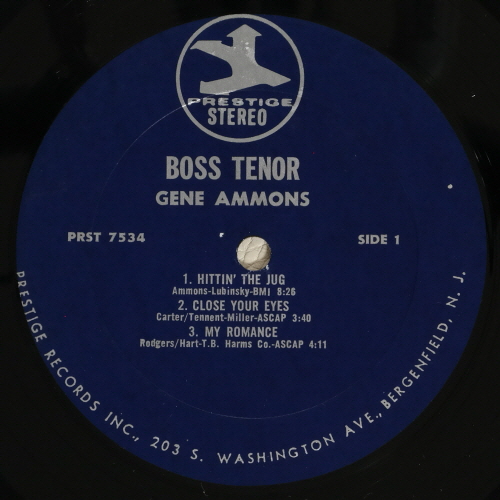 PRESTIGE
STEREO
BOSS TENOR
GENE AMMONS
PRST 7534
SIDE 1
1. HITTIN' THE JUG
Ammons-Lubinsky-BMI 8:26
2. CLOSE YOUR EYES
Carter/Tennent-Miller-ASCAP 3:40
3. MY ROMANCE
Rodgers/Hart-T.B. Harms Co.-ASCAP 4:11
PRESTIGE RECORDS INC., 203 S. WASHINGTON AVE., BERGENFIELD, N. J.